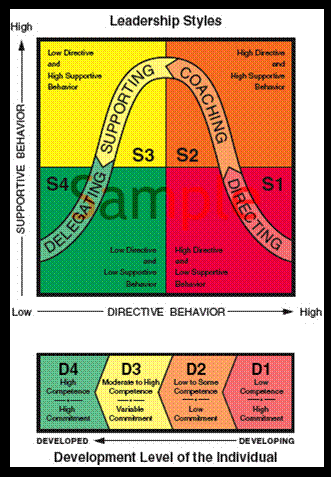 Leadership Styles
High
Low Directive
and
High Supportive
Behavior
High Directive
and
High Supportive
Behavior
SUPPORTING
COACHING
S3
S2
S4
S1
Sample
DELEGATING
DIRECTING
SUPPORTIVE BEHAVIOR
Low Directive
and
Low Supportive
Behavior
High Directive
and
Low Supportive
Behavior
Low
DIRECTIVE BEHAVIOR
High
D4
High
Competence
High
Commitment
D3
Moderate to High
Competence
Variable
Commitment
D2
Low to Some
Competence
Low
Commitment
D1
Low
Competence
High
Commitment
DEVELOPED
DEVELOPING
Development Level of the Individual